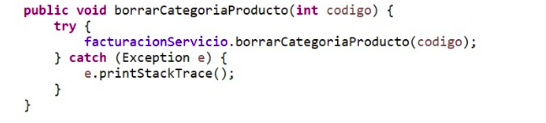 public void borrarCategoriaProducto(int codigo) {
    try {
        facturacionServicio.borrarCategoriaProducto(codigo);
    } catch (Exception e) {
        e.printStackTrace();
    }
}